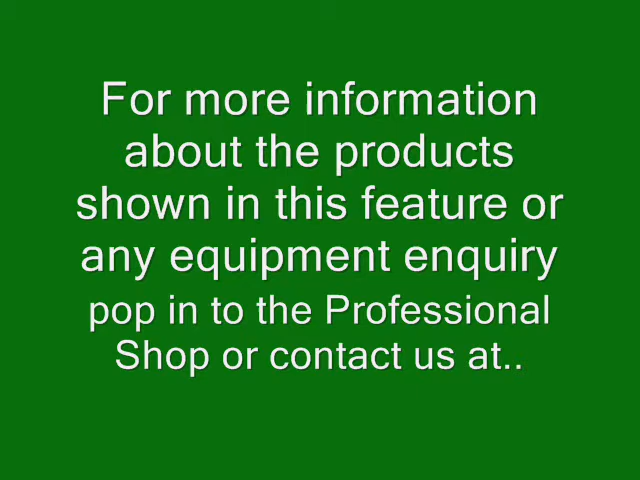 For more information
about the products
shown in this feature or
any equipment enquiry
pop in to the Professional
Shop or contact us at..